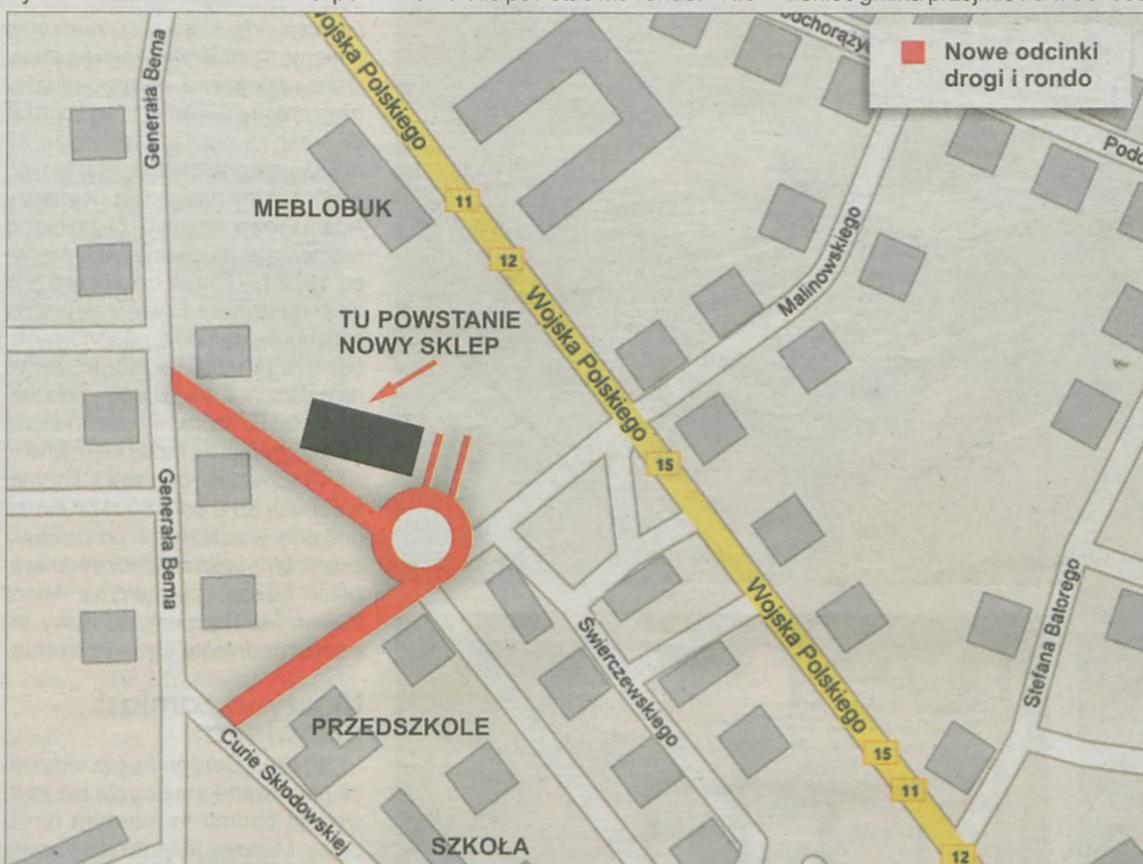 Generała Bema
Wojska Polskiego
Nowe odcinki
drogi i rondo
MEBLOBUK
11
12
Malinowskiego
TU POWSTANIE
NOWY SKLEP
Wojska Polskiego
15
Generała Bema
Świerczewskiego
Wojska Polskiego
Stefana Batorego
PRZEDSZKOLE
Curie Skłodowskiej
15
11
SZKOŁA
12